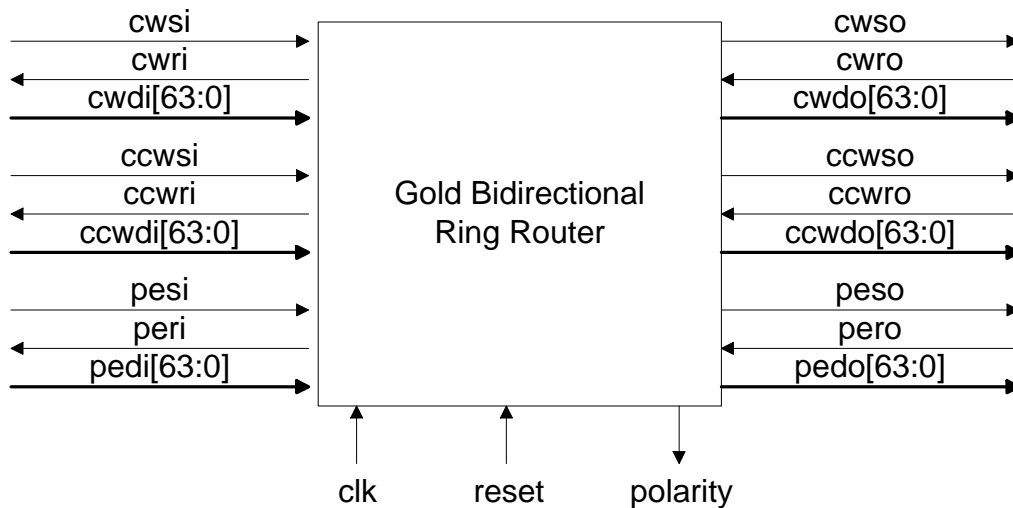 cwsi
cwri
cwdi[63:0]
ccwsi
ccwri
ccwdi[63:0]
pesi
peri
pedi[63:0]
Gold Bidirectional
Ring Router
cwso
cwro
cwdo[63:0]
ccwso
ccwro
ccwdo[63:0]
peso
pero
pedo[63:0]
clk
reset
polarity